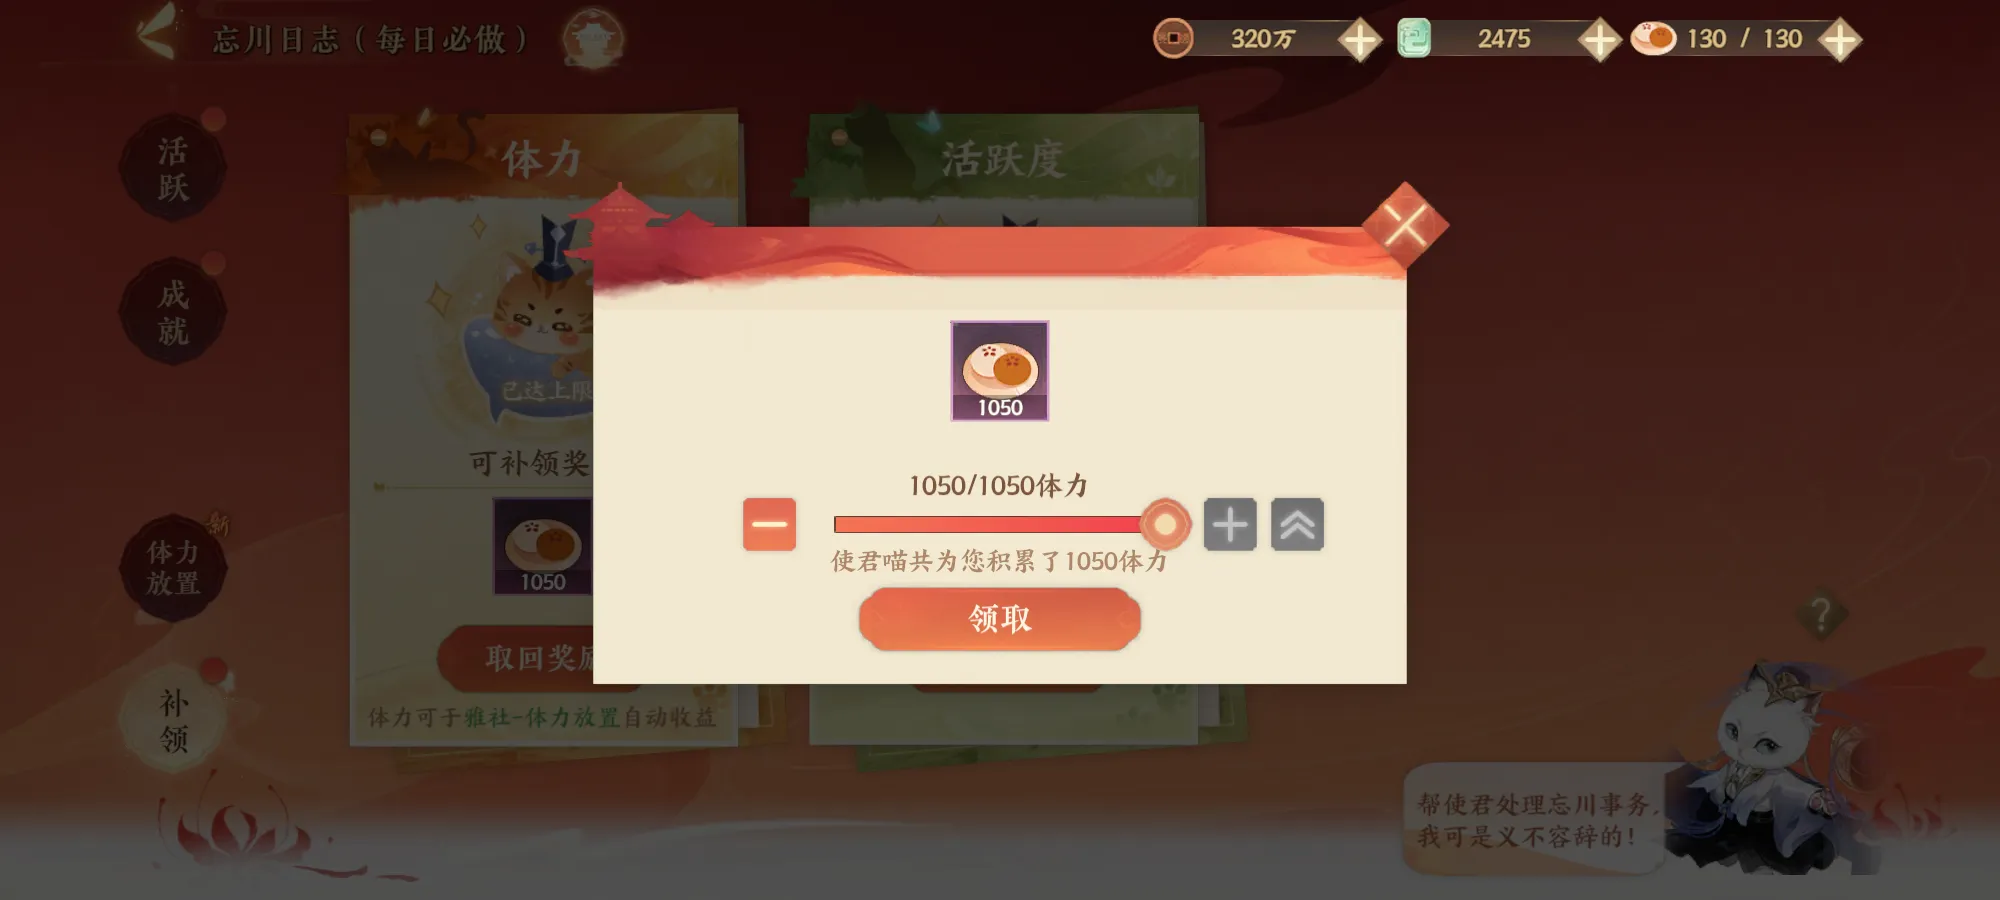 忘川日志（每日必做）
320万
2475
130 / 130
活跃
成就
新
体力放置
补领
体力
已达上限
可补领奖
1050
取回奖励
体力可于雅社-体力放置自动收益
活跃度
1050
1050/1050体力
使君喵共为您积累了1050体力
领取
?
帮使君处理忘川事务，
我可是义不容辞的！